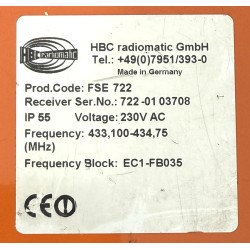 HBC radiomatic GmbH
HBC
radiomatic
Tel.: +49(0)7951/393-0
Made in Germany
Prod.Code: FSE 722
Receiver Ser.No.: 722-01 03708
IP 55 Voltage: 230V AC
Frequency: 433,100-434,75
(MHz)
Frequency Block: EC1-FB035
CE